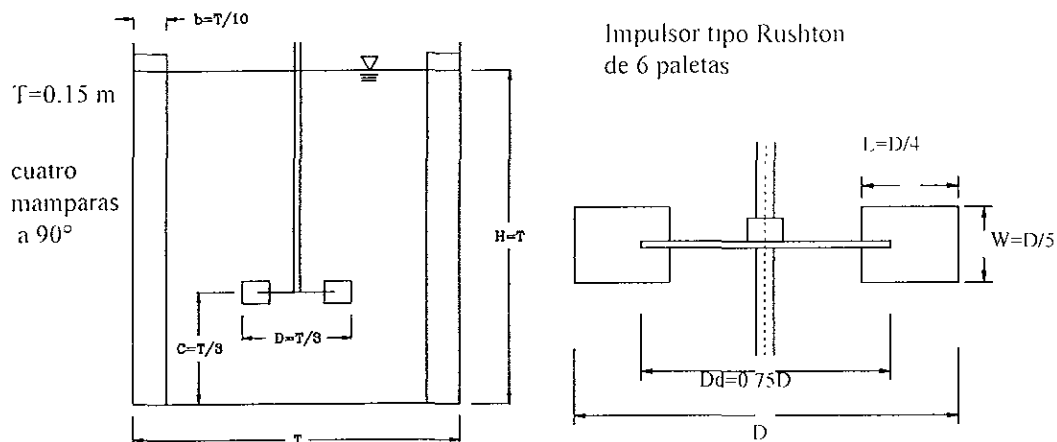 b=T/10
T=0.15 m
cuatro
mamparas
a 90°
H=T
C=T/3
D=T/3
T
Impulsor tipo Rushton
de 6 paletas
L=D/4
W=D/5
Dd=0 75D
D